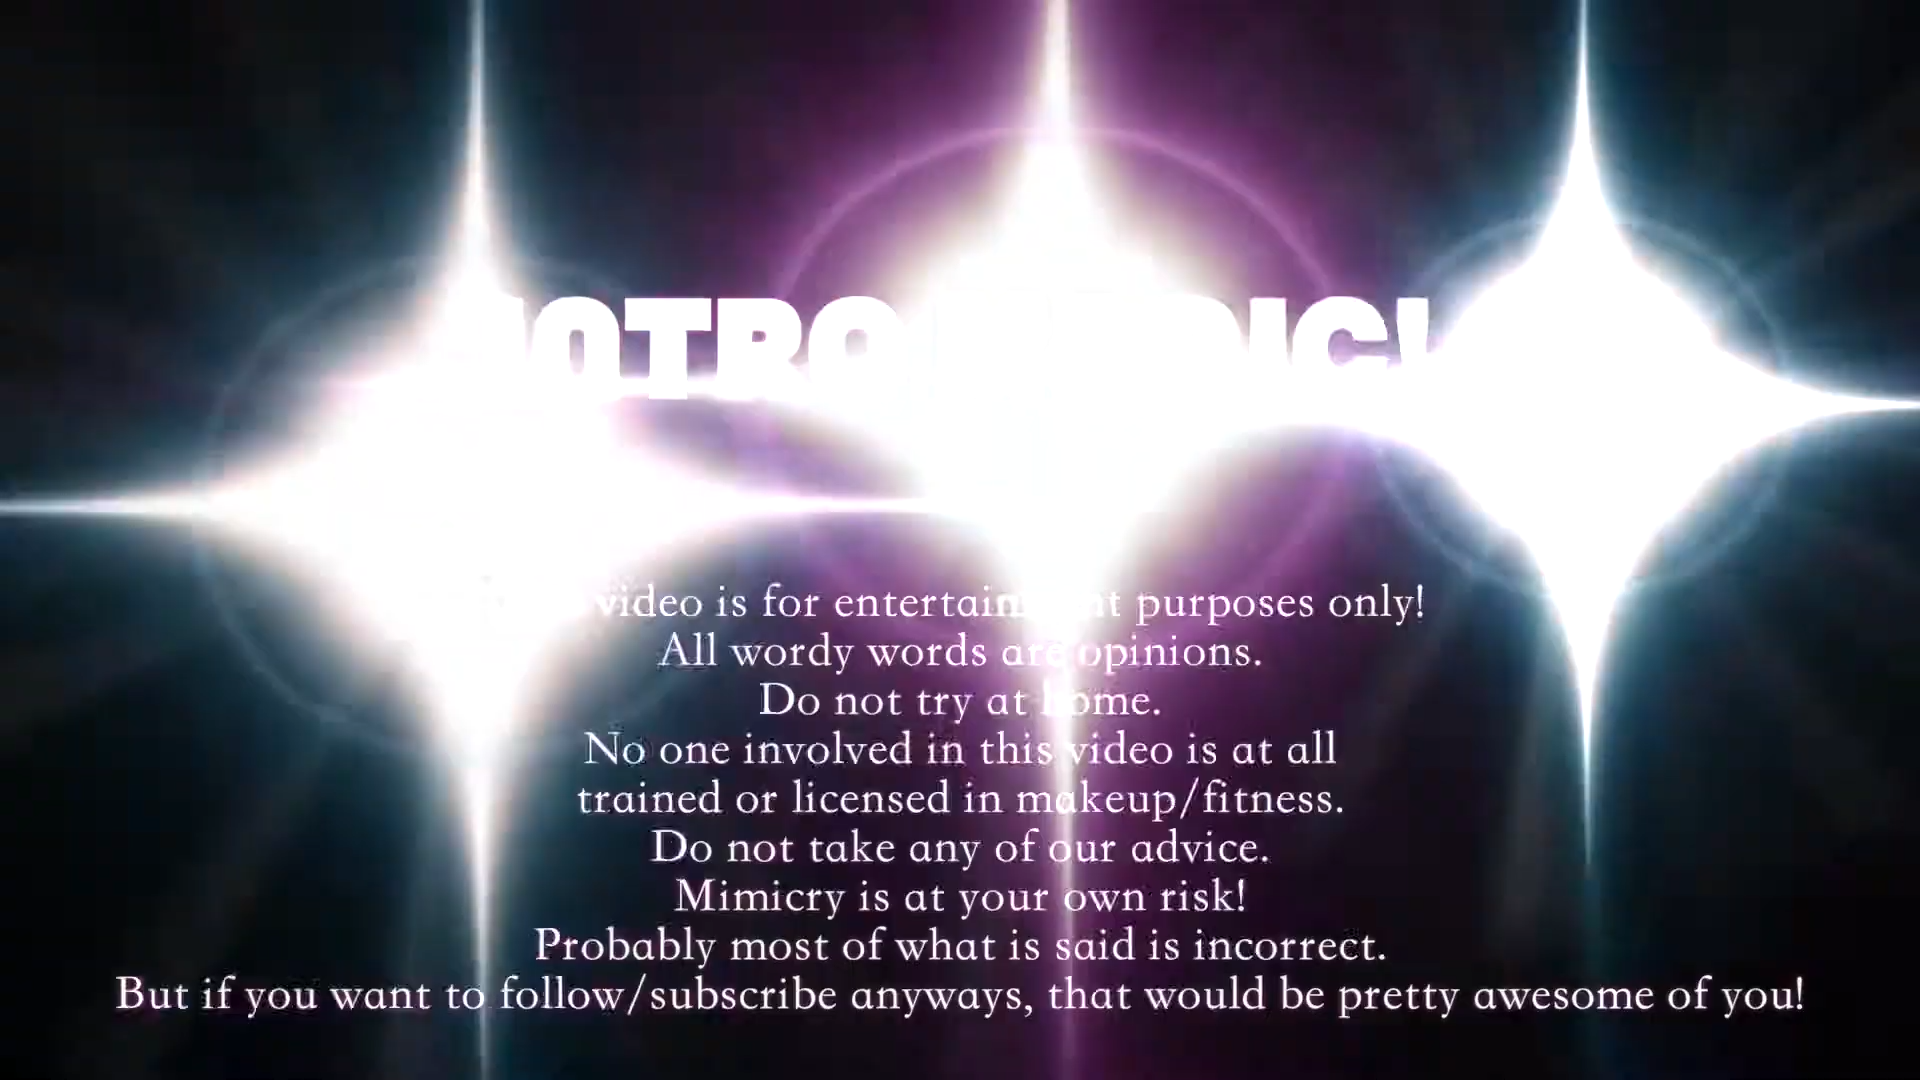 video is for entertainment purposes only!
All wordy words are opinions.
Do not try at home.
No one involved in this video is at all
trained or licensed in makeup/fitness.
Do not take any of our advice.
Mimicry is at your own risk!
Probably most of what is said is incorrect.
But if you want to follow/subscribe anyways, that would be pretty awesome of you!